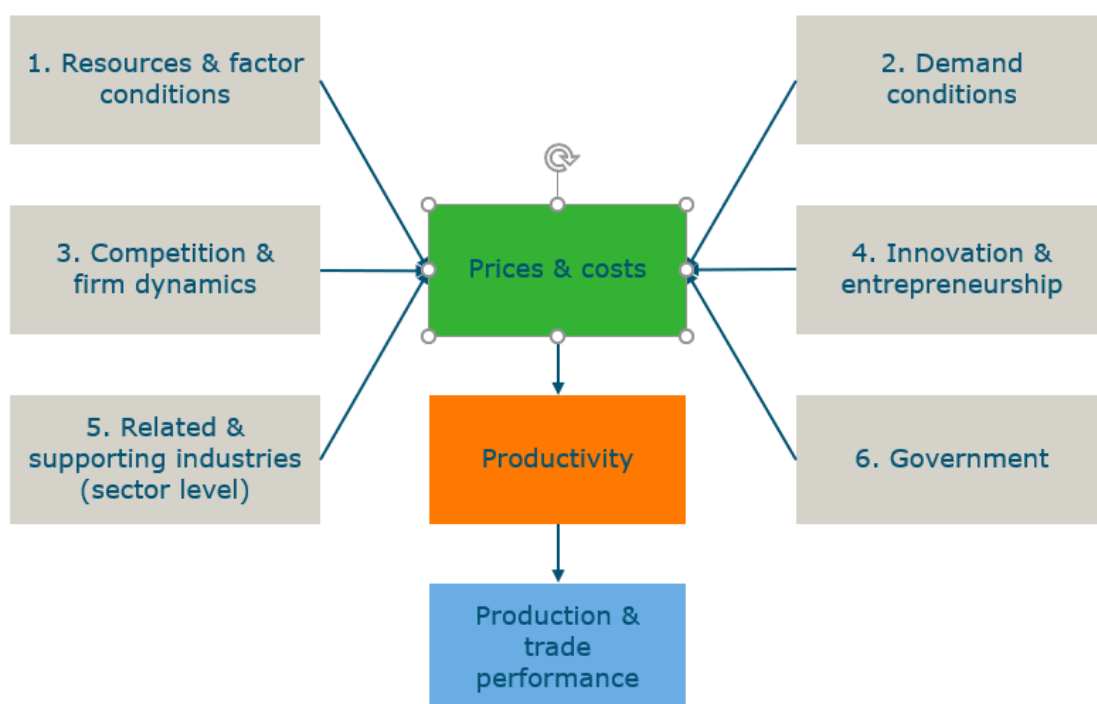 1. Resources & factor
conditions
2. Demand
conditions
3. Competition &
firm dynamics
Prices & costs
4. Innovation &
entrepreneurship
5. Related &
supporting industries
(sector level)
Productivity
6. Government
Production &
trade
performance